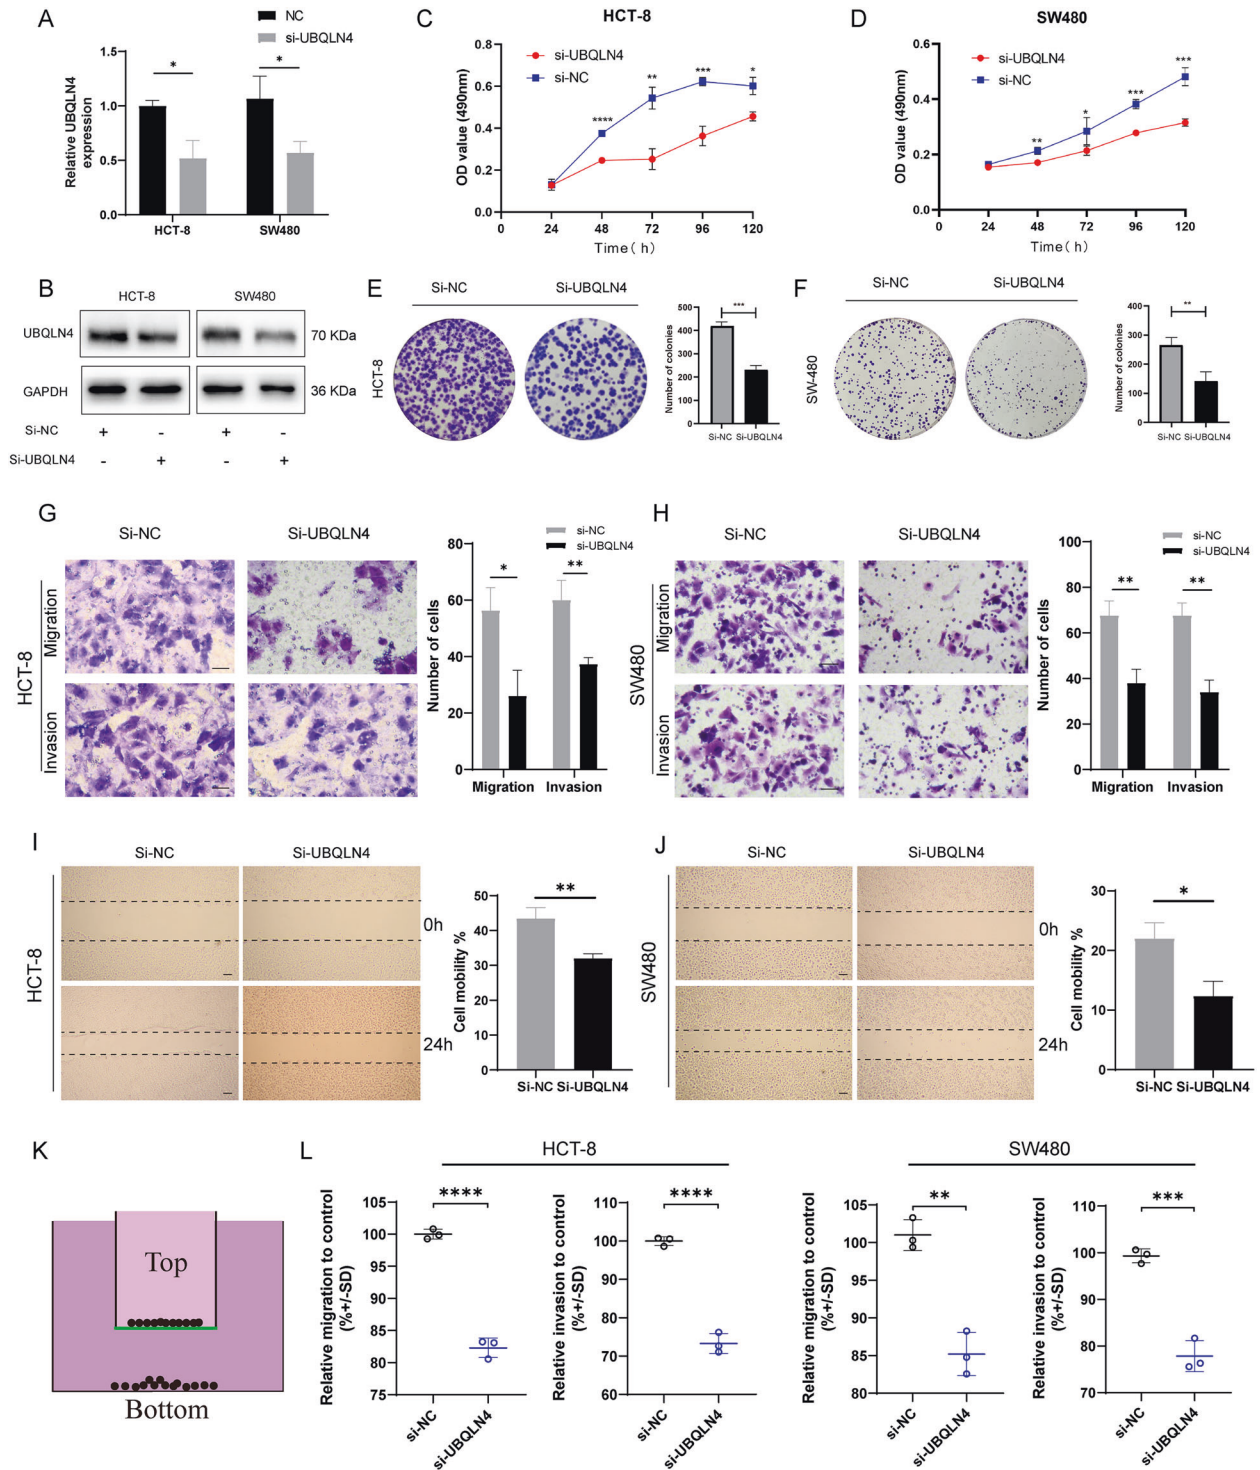 A
NC
si-UBQLN4
Relative UBQLN4
expression
1.5
1.0
0.5
0.0
*
*
HCT-8
SW480
C
HCT-8
si-UBQLN4
si-NC
OD value (490nm)
0.8
0.6
0.4
0.2
0.0
****
**
***
*
0
24
48
72
96
120
Time( h)
D
SW480
si-UBQLN4
si-NC
OD value (490nm)
0.6
0.4
0.2
0.0
**
*
***
***
0
24
48
72
96
120
Time( h)
B
HCT-8
SW480
UBQLN4
70 KDa
GAPDH
36 KDa
Si-NC
+
-
+
-
Si-UBQLN4
-
+
-
+
E
Si-NC
Si-UBQLN4
HCT-8
Number of colonies
500
400
300
200
100
0
***
Si-NC
Si-UBQLN4
F
Si-NC
Si-UBQLN4
SW-480
Number of colonies
400
300
200
100
0
**
Si-NC
Si-UBQLN4
G
Si-NC
Si-UBQLN4
HCT-8
Migration
Invasion
si-NC
si-UBQLN4
Number of cells
80
60
40
20
0
*
**
Migration
Invasion
H
Si-NC
Si-UBQLN4
SW480
Migration
Invasion
si-NC
si-UBQLN4
Number of cells
100
80
60
40
20
0
**
**
Migration
Invasion
I
Si-NC
Si-UBQLN4
HCT-8
0h
24h
Cell mobility %
50
40
30
20
10
0
**
Si-NC
Si-UBQLN4
J
Si-NC
Si-UBQLN4
SW480
0h
24h
Cell mobility %
30
20
10
0
*
Si-NC
Si-UBQLN4
K
Top
Bottom
L
HCT-8
Relative migration to control
(%+/-SD)
105
100
95
90
85
80
75
****
si-NC
si-UBQLN4
Relative invasion to control
(%+/-SD)
110
100
90
80
70
60
****
si-NC
si-UBQLN4
SW480
Relative migration to control
(%+/-SD)
105
100
95
90
85
80
**
si-NC
si-UBQLN4
Relative invasion to control
(%+/-SD)
110
100
90
80
70
***
si-NC
si-UBQLN4